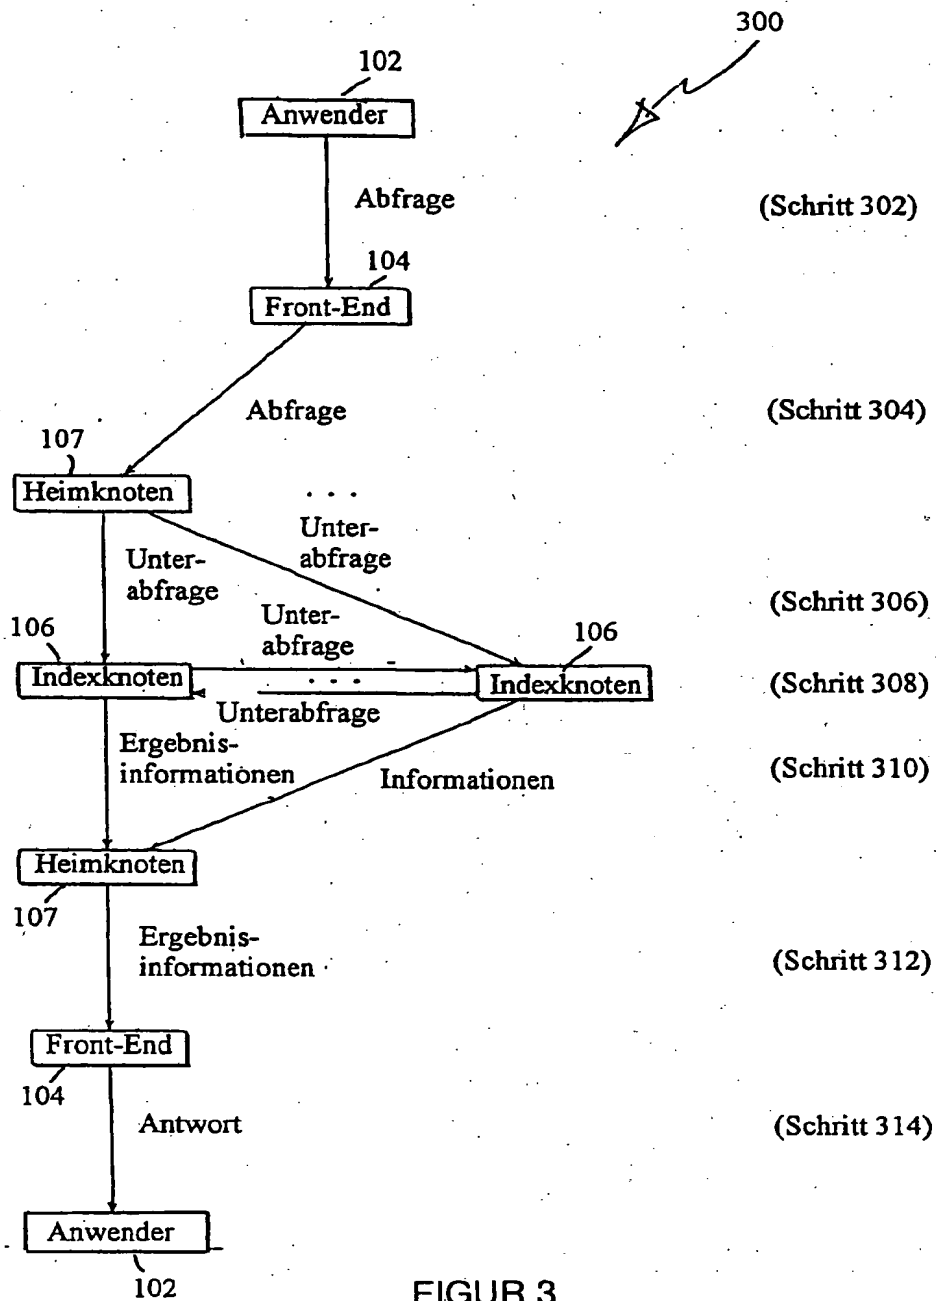 300
102
Anwender
Abfrage
(Schritt 302)
104
Front-End
Abfrage
(Schritt 304)
107
Heimknoten
. . .
Unter-
abfrage
Unter-
abfrage
Unter-
abfrage
(Schritt 306)
106
106
Indexknoten
. . .
Indexknoten
(Schritt 308)
Unterabfrage
Ergebnis-
informationen
Informationen
(Schritt 310)
Heimknoten
107
Ergebnis-
informationen
(Schritt 312)
Front-End
104
Antwort
(Schritt 314)
Anwender
102
FIGUR 3